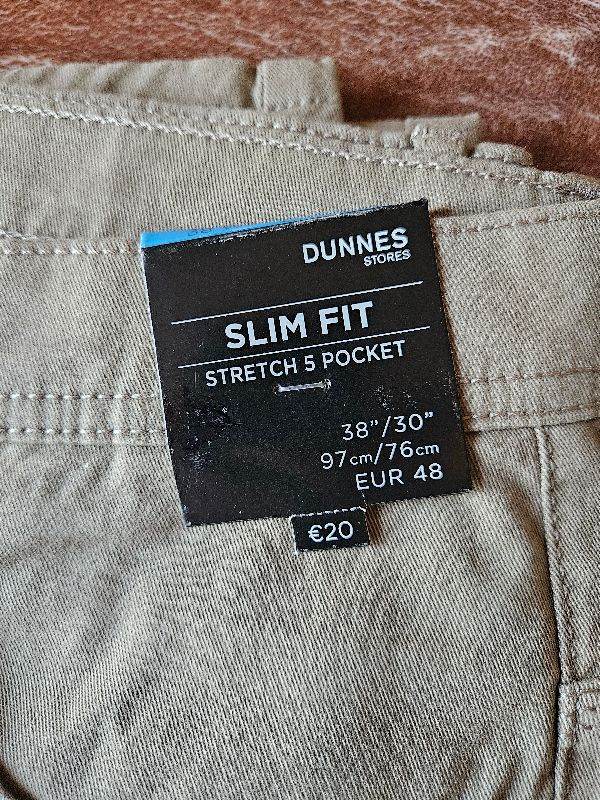 DUNNES
STORES
SLIM FIT
STRETCH 5 POCKET
38"/30"
97cm/76cm
EUR 48
€20